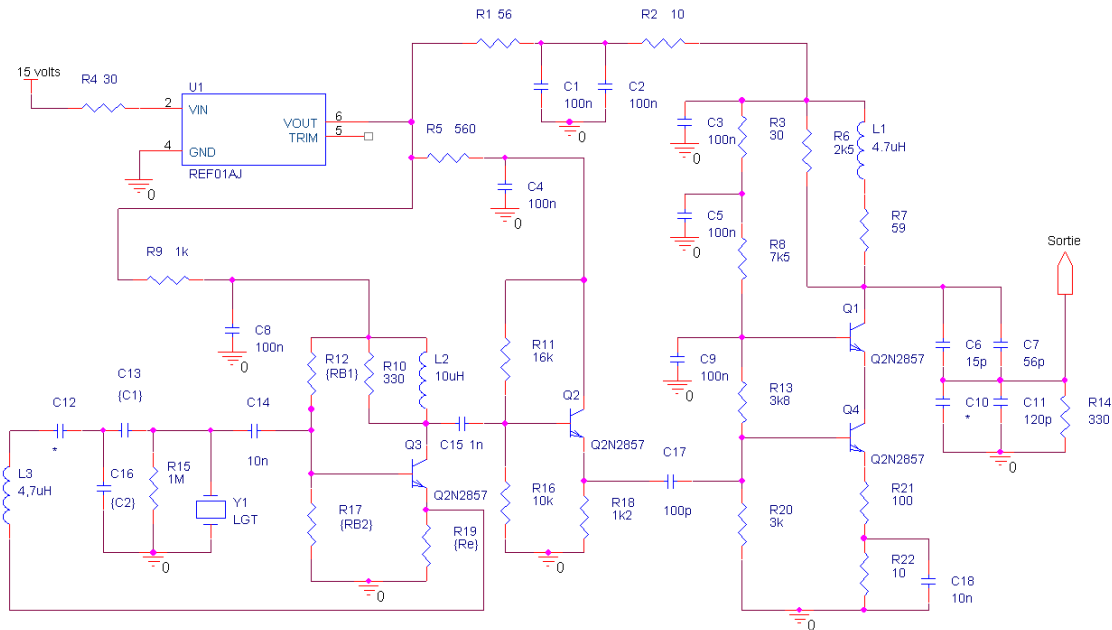 R1 56
R2 10
15 volts
R4 30
U1
2
VIN
VOUT
6
TRIM
5
4
GND
REF01AJ
0
R5 560
C1
100n
C2
100n
0
C3
100n
0
R3
30
R6
2k5
L1
4.7uH
C4
100n
0
C5
100n
0
R7
59
R8
7k5
Sortie
R9 1k
C8
100n
0
Q1
Q2N2857
C6
15p
C7
56p
C9
100n
0
R11
16k
R12
{RB1}
R10
330
L2
10uH
C13
{C1}
C12
*
C14
10n
R13
3k8
Q2
Q2N2857
Q4
Q2N2857
C10
*
C11
120p
R14
330
0
C15 1n
Q3
Q2N2857
C17
100p
L3
4,7uH
C16
{C2}
R15
1M
Y1
LGT
0
R17
{RB2}
R19
{Re}
0
R16
10k
R18
1k2
0
R20
3k
R21
100
R22
10
C18
10n
0